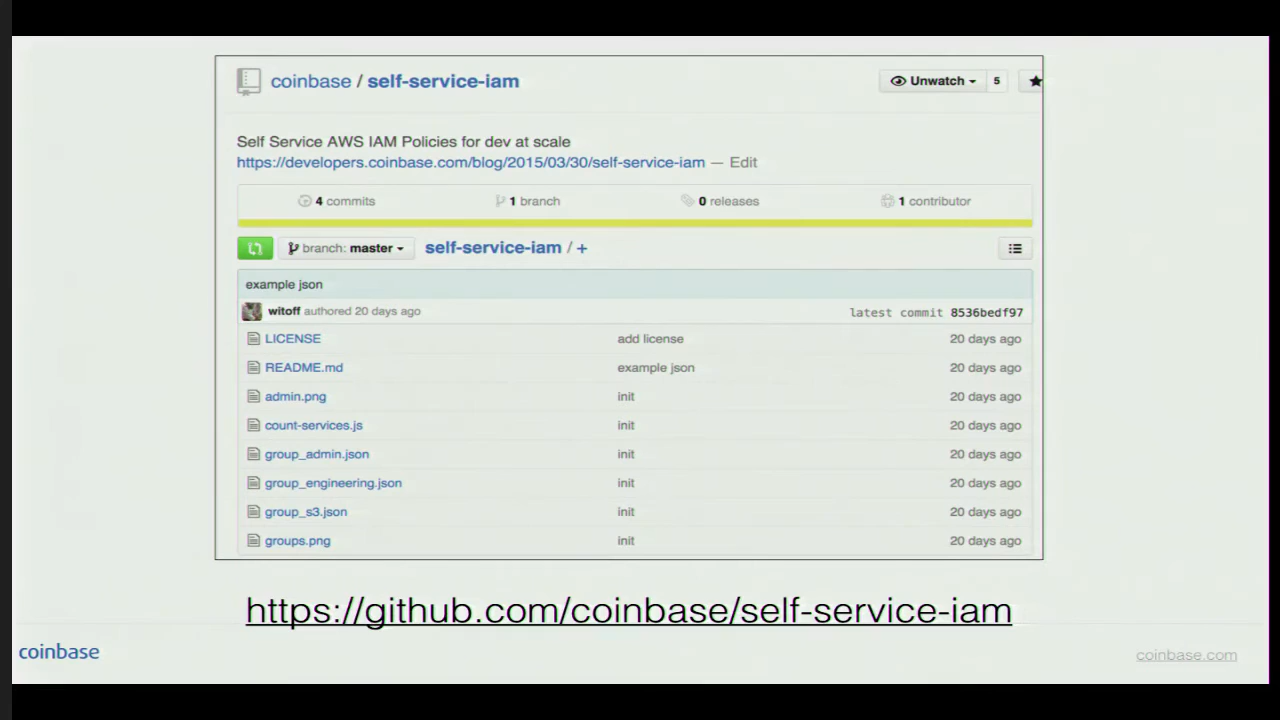 coinbase / self-service-iam
Unwatch 5
Self Service AWS IAM Policies for dev at scale
https://developers.coinbase.com/blog/2015/03/30/self-service-iam — Edit
4 commits 1 branch 0 releases 1 contributor
branch: master self-service-iam / +
example json
witoff authored 20 days ago latest commit 8536bedf97
LICENSE add license 20 days ago
README.md example json 20 days ago
admin.png init 20 days ago
count-services.js init 20 days ago
group_admin.json init 20 days ago
group_engineering.json init 20 days ago
group_s3.json init 20 days ago
groups.png init 20 days ago
https://github.com/coinbase/self-service-iam
coinbase coinbase.com